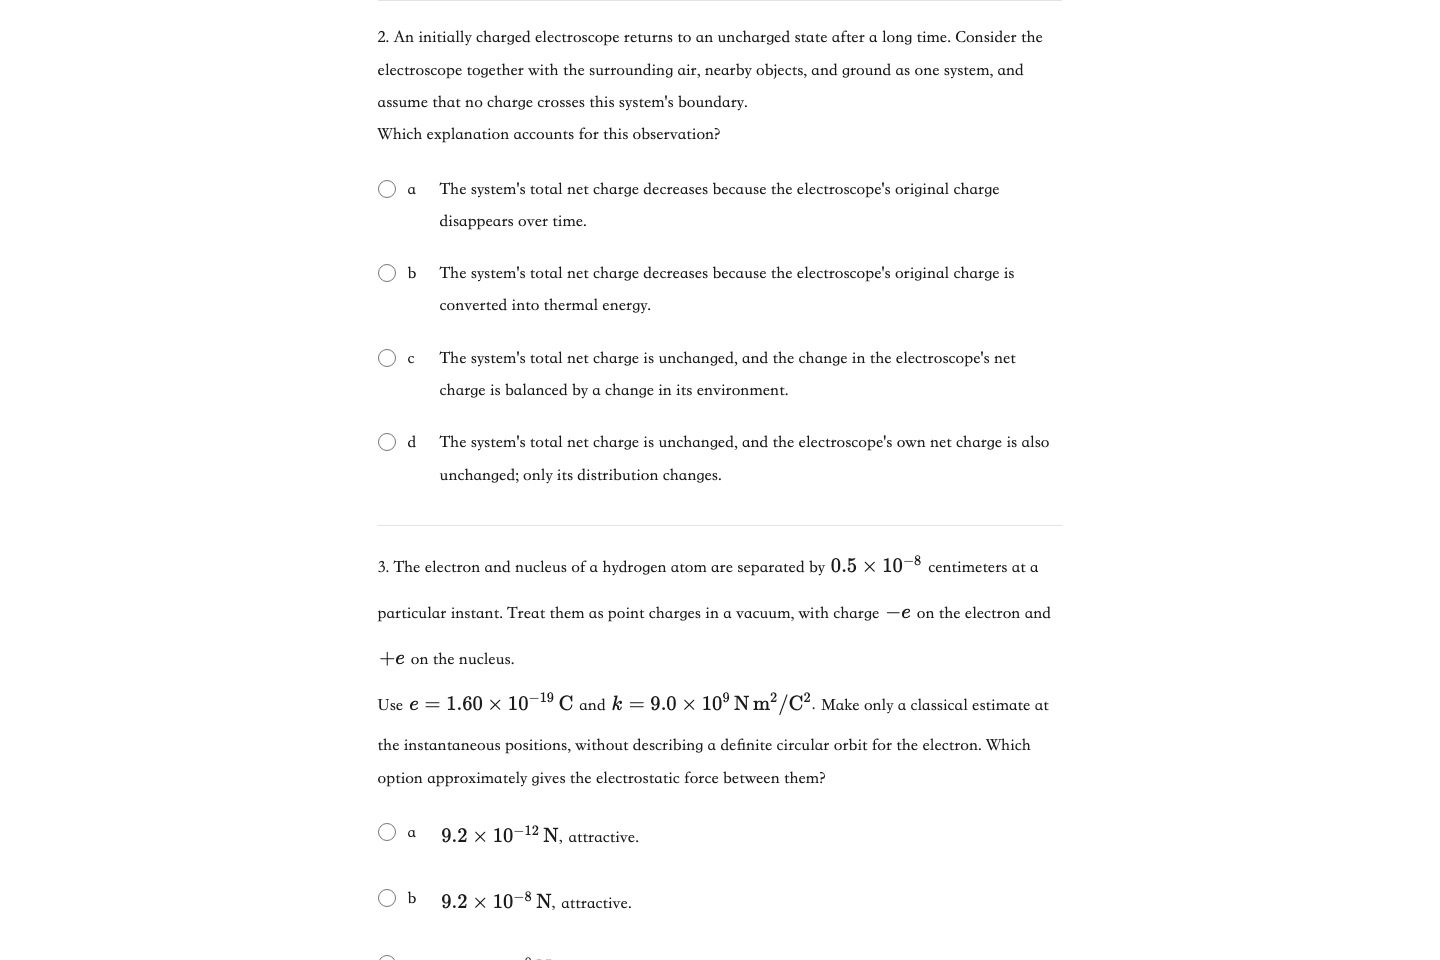 2. An initially charged electroscope returns to an uncharged state after a long time. Consider the
electroscope together with the surrounding air, nearby objects, and ground as one system, and
assume that no charge crosses this system's boundary.
Which explanation accounts for this observation?
a The system's total net charge decreases because the electroscope's original charge
disappears over time.
b The system's total net charge decreases because the electroscope's original charge is
converted into thermal energy.
c The system's total net charge is unchanged, and the change in the electroscope's net
charge is balanced by a change in its environment.
d The system's total net charge is unchanged, and the electroscope's own net charge is also
unchanged; only its distribution changes.
3. The electron and nucleus of a hydrogen atom are separated by 0.5 × 10⁻⁸ centimeters at a
particular instant. Treat them as point charges in a vacuum, with charge −e on the electron and
+e on the nucleus.
Use e = 1.60 × 10⁻¹⁹ C and k = 9.0 × 10⁹ N m²/C². Make only a classical estimate at
the instantaneous positions, without describing a definite circular orbit for the electron. Which
option approximately gives the electrostatic force between them?
a 9.2 × 10⁻¹² N, attractive.
b 9.2 × 10⁻⁸ N, attractive.